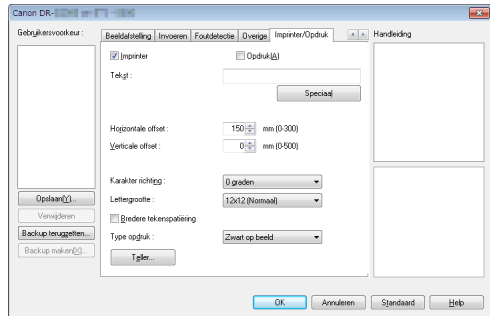 Canon DR-
Gebruikersvoorkeur :
Opslaan(Y)...
Verwijderen
Backup terugzetten...
Backup maken(X)...
Beeldafstelling Invoeren Foutdetectie Overige Imprinter/Opdruk
Imprinter
Opdruk(A)
Tekst :
Speciaal
Horizontale offset :
150 mm (0-300)
Verticale offset :
0 mm (0-500)
Karakter richting :
0 graden
Lettergrootte :
12x12 (Normaal)
Bredere tekenspatiëring
Type opdruk :
Zwart op beeld
Teller...
Handleiding
OK Annuleren Standaard Help